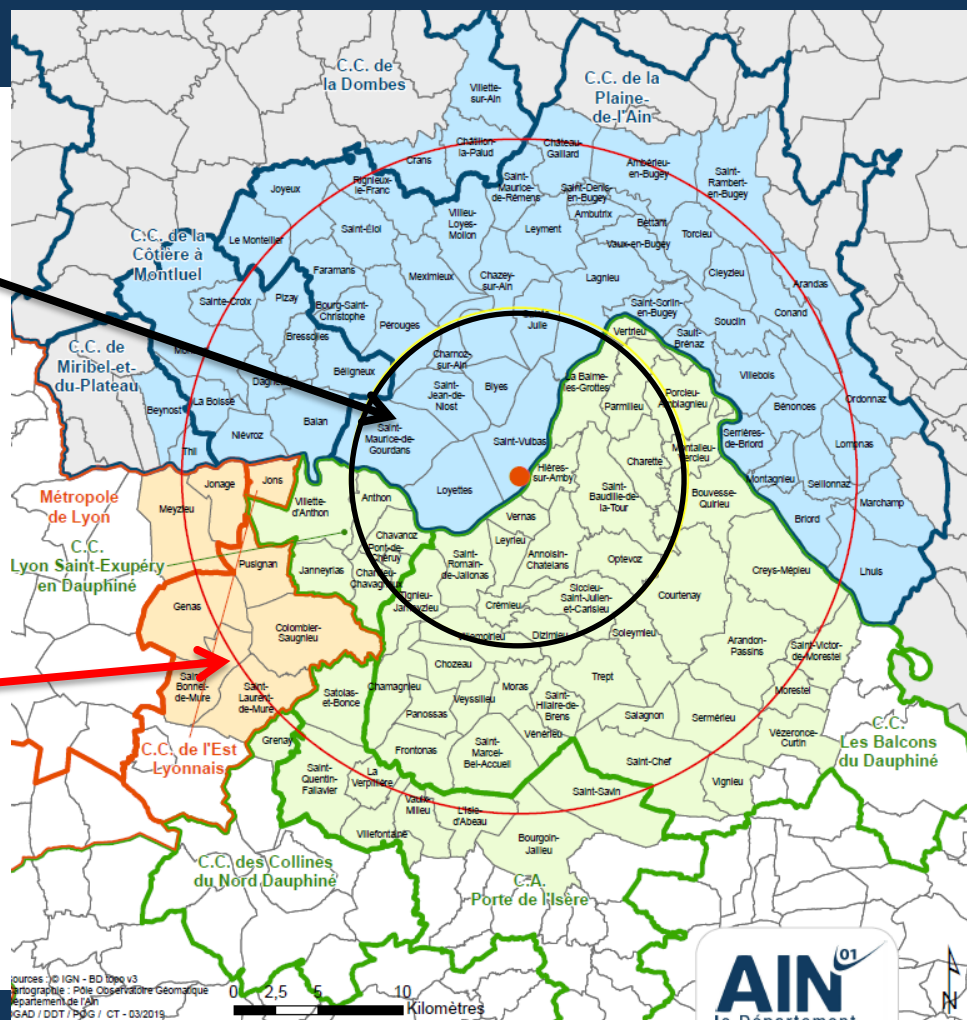 C.C. de
la Dombes
C.C. de la
Plaine-
de-l'Ain
Villette-
sur-Ain
Châtillon-
la-Palud
Château-
Gaillard
Crans
Ambérieu-
en-Bugey
Saint-
Rambert-
en-Bugey
Rignieux-
le-Franc
Joyeux
Saint-
Maurice-
de-Rémens
Saint-Denis-
en-Bugey
Ambutrix
Villieu-
Loyes-
Mollon
Leyment
Bettant
Torcieu
Saint-Éloi
Le Montellier
Vaux-en-Bugey
C.C. de la
Côtière à
Montluel
Faramans
Meximieux
Chazey-
sur-Ain
Lagnieu
Cleyzieu
Arandas
Sainte-Croix
Pizay
Bourg-Saint-
Christophe
Pérouges
Julie
Saint-Sorlin-
en-Bugey
Souclin
Conand
Bressolles
Vertrieu
Sault-
Brénaz
C.C. de
Miribel-et-
du-Plateau
Charnoz-
sur-Ain
Béligneux
La Balme-
les-Grottes
Villebois
Saint-
Jean-de-
Niost
Blyes
Parmilieu
Porcieu-
Amblagnieu
Bénonces
Ordonnaz
Beynost
La Boisse
Balan
Saint-
Maurice-de-
Gourdans
Niévroz
Saint-Vulbas
Serrières-
de-Briord
Lompnas
Thil
Charette
Montalieu-
Vercieu
Montagnieu
Seillonnaz
Jonage
Jons
Hières-
sur-Amby
Métropole
de Lyon
Meyzieu
Villette-
d'Anthon
Anthon
Loyettes
Saint-
Baudille-de-
la-Tour
Bouvesse-
Quirieu
Marchamp
Briord
Vernas
Chavanoz
Leyrieu
C.C.
Lyon Saint-Exupéry
en Dauphiné
Pont-de-
Chéruy
Annoisin-
Chatelans
Optevoz
Pusignan
Janneyrias
Charvieu-
Chavagneux
Saint-
Romain-
de-Jalionas
Creys-Mépieu
Lhuis
Genas
Tignieu-
Jameyzieu
Crémieu
Siccieu-
Saint-Julien-
et-Carisieu
Courtenay
Colombier-
Saugnieu
Villemoirieu
Dizimieu
Soleymieu
Arandon-
Passins
Saint-Victor-
de-Morestel
Chozeau
Saint-
Bonnet-
de-Mure
Saint-
Laurent-
de-Mure
Satolas-
et-Bonce
Chamagnieu
Moras
Trept
Veyssilieu
Saint-
Hilaire-de-
Brens
Morestel
Panossas
Salagnon
Sermérieu
C.C. de l'Est
Lyonnais
Grenay
Vénérieu
Vézeronce-
Curtin
C.C.
Les Balcons
du Dauphiné
Frontonas
Saint-
Marcel-
Bel-Accueil
Saint-Chef
Saint-
Quentin-
Fallavier
La
Verpillière
Vignieu
Saint-Savin
Vaulx-
Milieu
L'Isle-
d'Abeau
Villefontaine
Bourgoin-
Jallieu
C.C. des Collines
du Nord Dauphiné
C.A.
Porte de l'Isère
ources : © IGN - BD topo v3
artographie : Pôle Observatoire Géomatique
épartement de l'Ain
GAD / DDT / POG / CT - 03/2019
0 2,5 5 10
Kilomètres
AIN 01
le Département
N